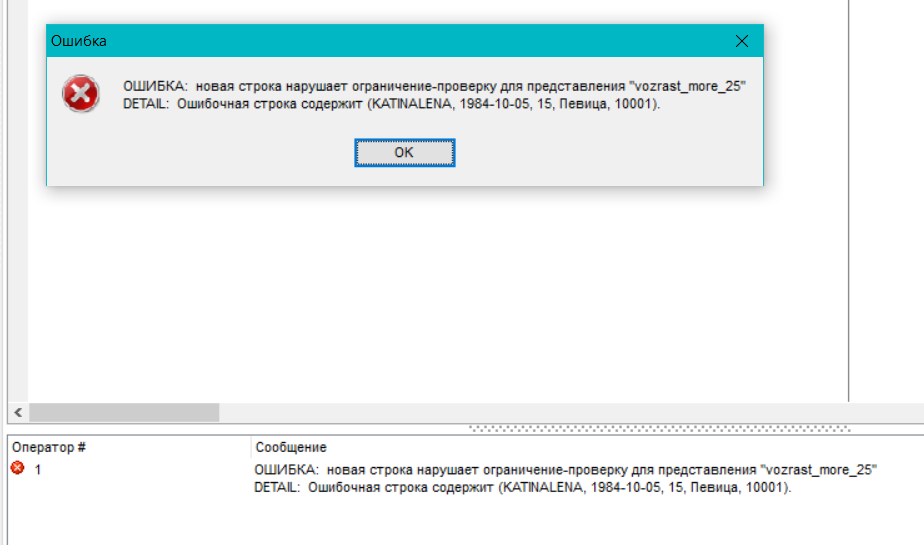 Ошибка
ОШИБКА: новая строка нарушает ограничение-проверку для представления "vozrast_more_25"
DETAIL: Ошибочная строка содержит (KATINALENA, 1984-10-05, 15, Певица, 10001).
OK
Оператор # Сообщение
1 ОШИБКА: новая строка нарушает ограничение-проверку для представления "vozrast_more_25"
DETAIL: Ошибочная строка содержит (KATINALENA, 1984-10-05, 15, Певица, 10001).